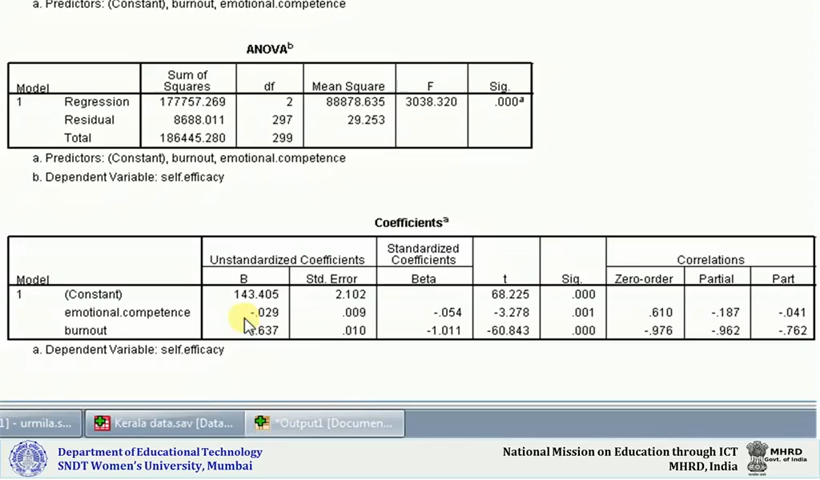 a. Predictors: (Constant), burnout, emotional.competence
ANOVAb
Model Sum of Squares df Mean Square F Sig.
1 Regression 177757.269 2 88878.635 3038.320 .000a
Residual 8688.011 297 29.253
Total 186445.280 299
a. Predictors: (Constant), burnout, emotional.competence
b. Dependent Variable: self.efficacy
Coefficientsa
Unstandardized Coefficients Standardized Coefficients Correlations
Model B Std. Error Beta t Sig. Zero-order Partial Part
1 (Constant) 143.405 2.102 68.225 .000
emotional.competence -.029 .009 -.054 -3.278 .001 .610 -.187 -.041
burnout .637 .010 -1.011 -60.843 .000 -.976 -.962 -.762
a. Dependent Variable: self.efficacy
1] - urmila.s... Kerala data.sav [Data... *Output1 [Documen...
Department of Educational Technology
SNDT Women's University, Mumbai
National Mission on Education through ICT
MHRD, India
MHRD
Govt. of India